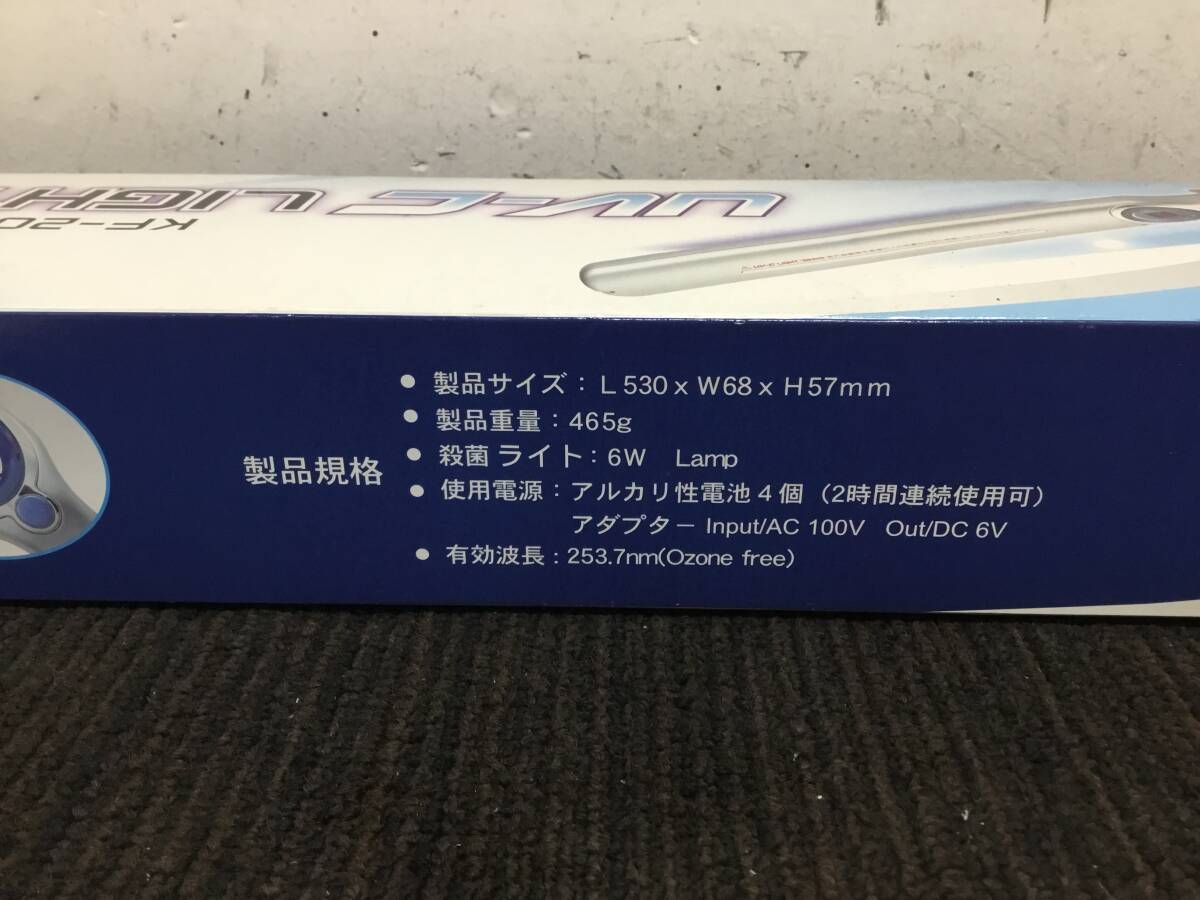 UV-C LIGH
KF-20
製品規格
● 製品サイズ：L 530 x W68 x H57mm
● 製品重量：465g
● 殺菌 ライト：6W Lamp
● 使用電源：アルカリ性電池 4 個（2時間連続使用可）
アダプター Input/AC 100V Out/DC 6V
● 有効波長：253.7nm(Ozone free)